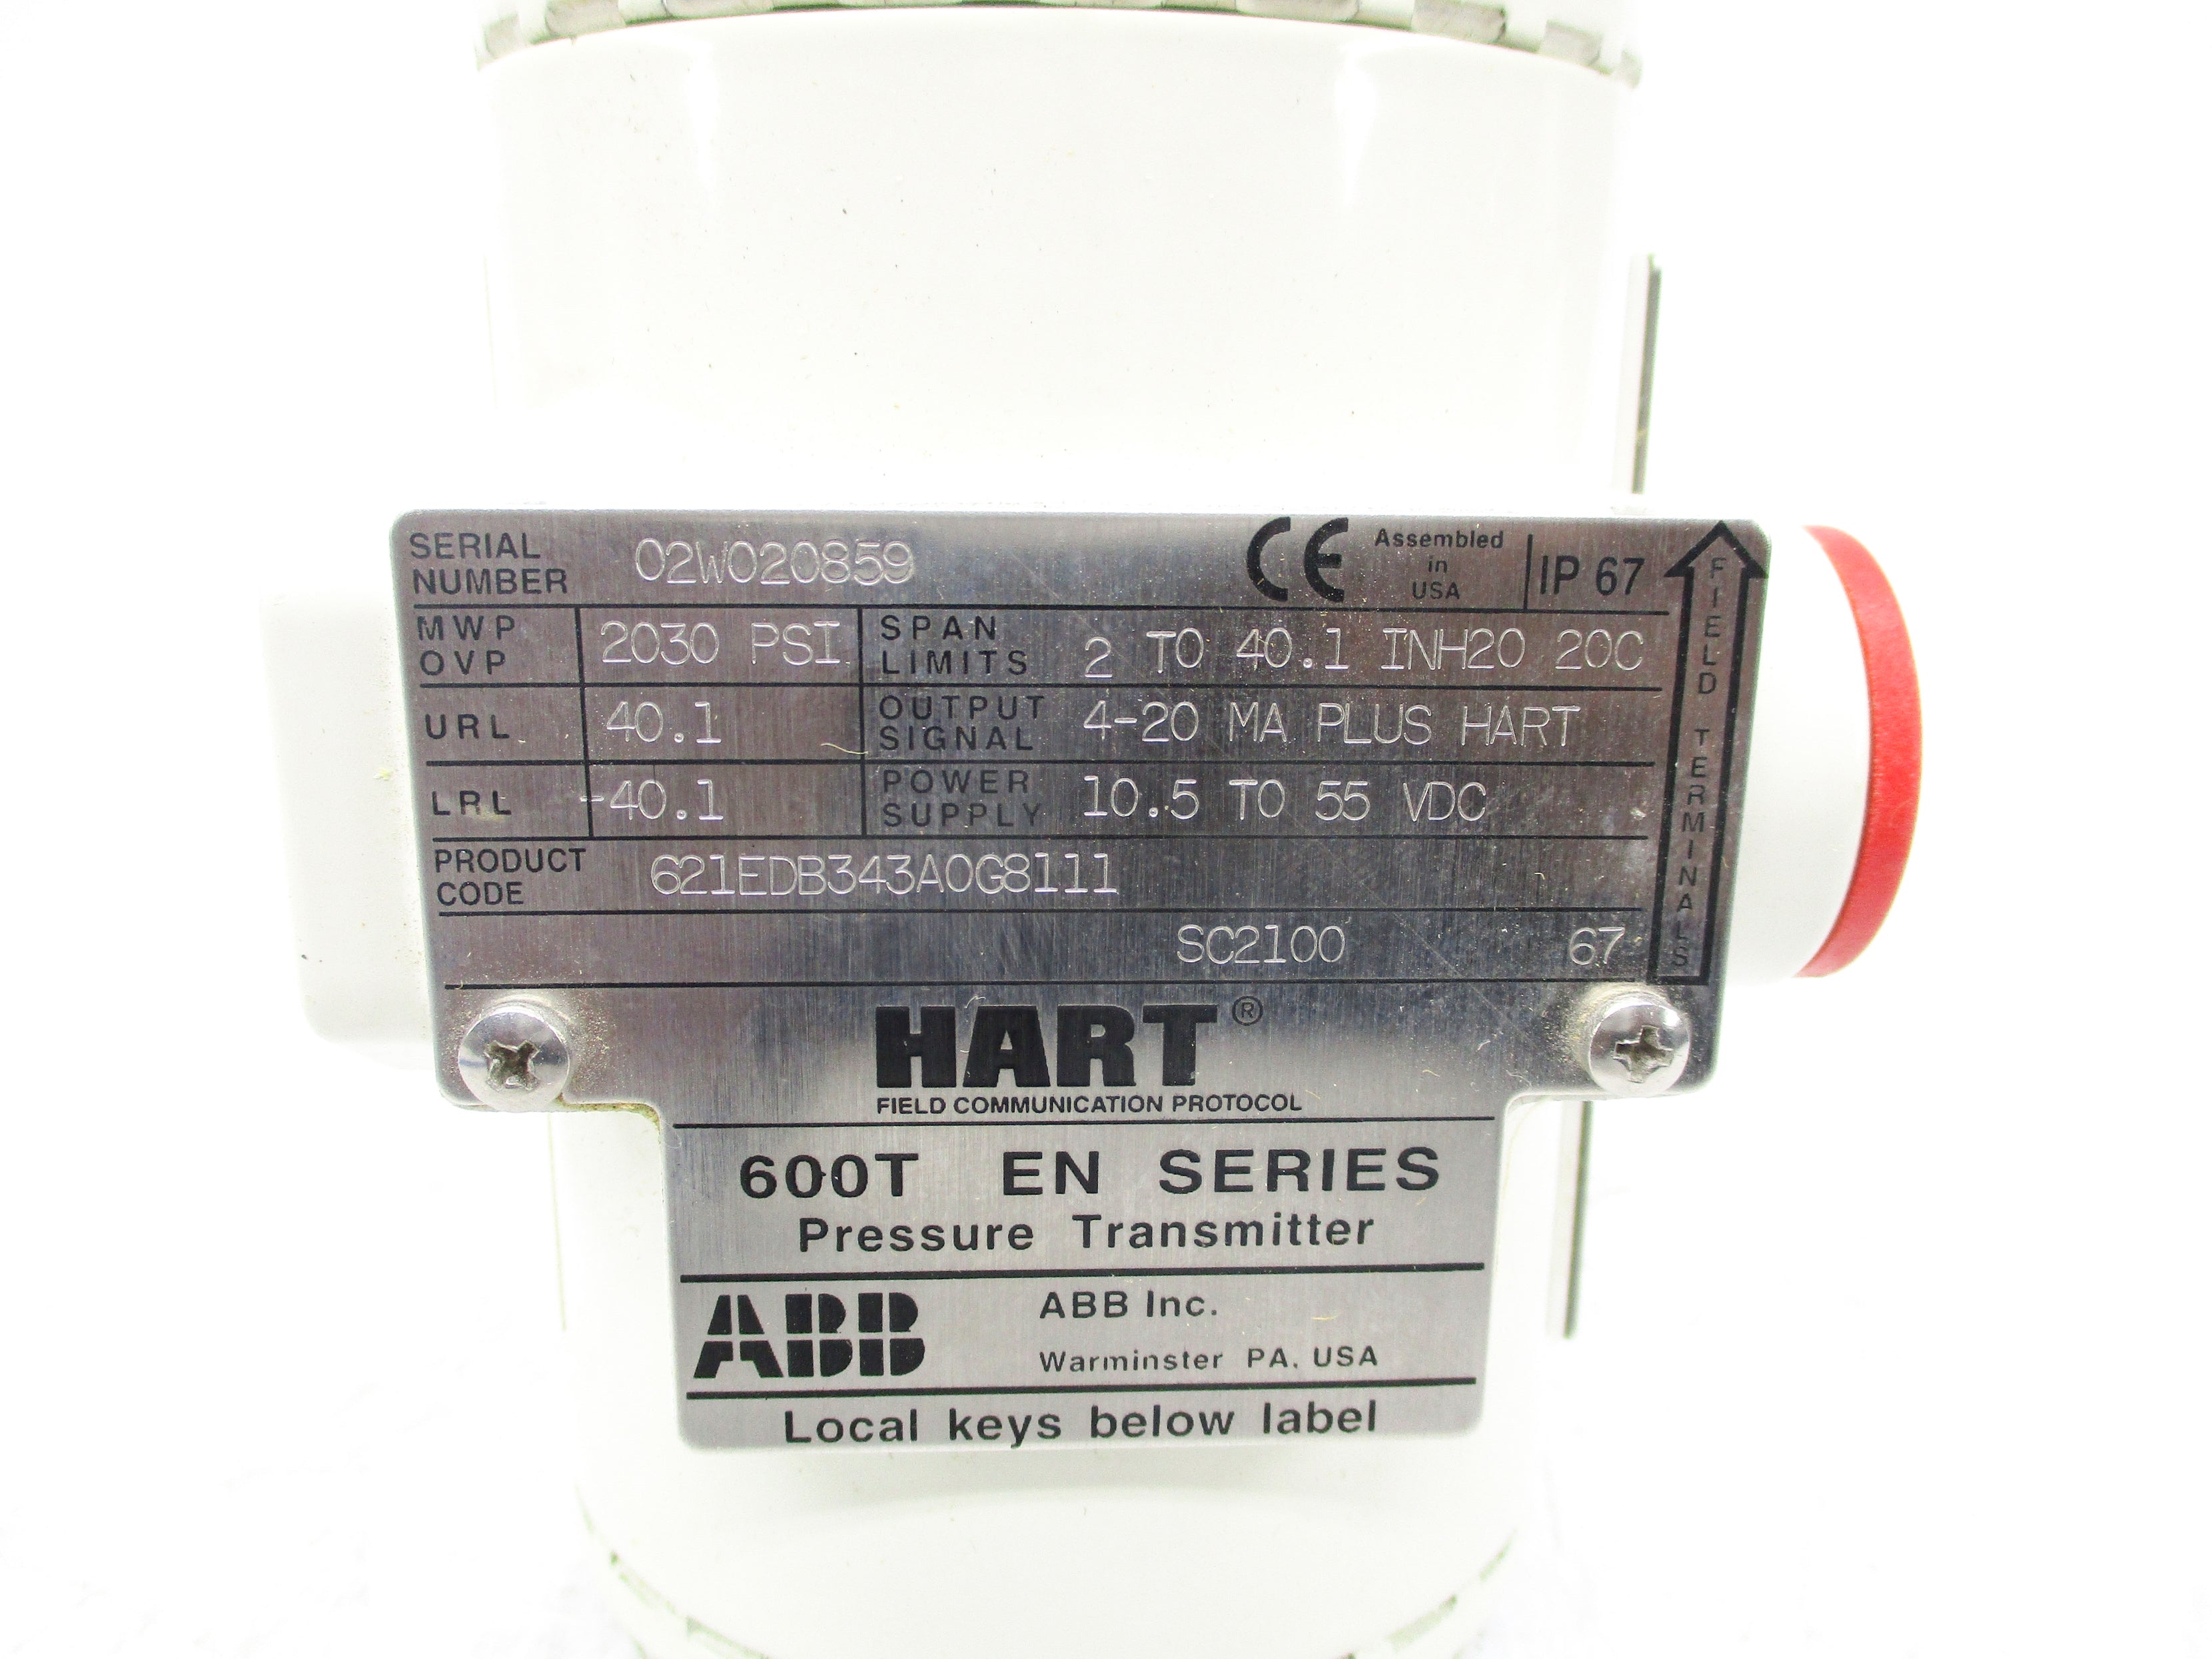 SERIAL NUMBER 02W020859 CE Assembled in USA IP 67
MWP OVP 2030 PSI SPAN LIMITS 2 TO 40.1 INH20 20C
URL 40.1 OUTPUT SIGNAL 4-20 MA PLUS HART
LRL -40.1 POWER SUPPLY 10.5 TO 55 VDC
PRODUCT CODE 621EDB343A0G8111
SC2100 67
FIELD TERMINALS
HART®
FIELD COMMUNICATION PROTOCOL
600T EN SERIES
Pressure Transmitter
ABB ABB Inc.
Warminster PA. USA
Local keys below label